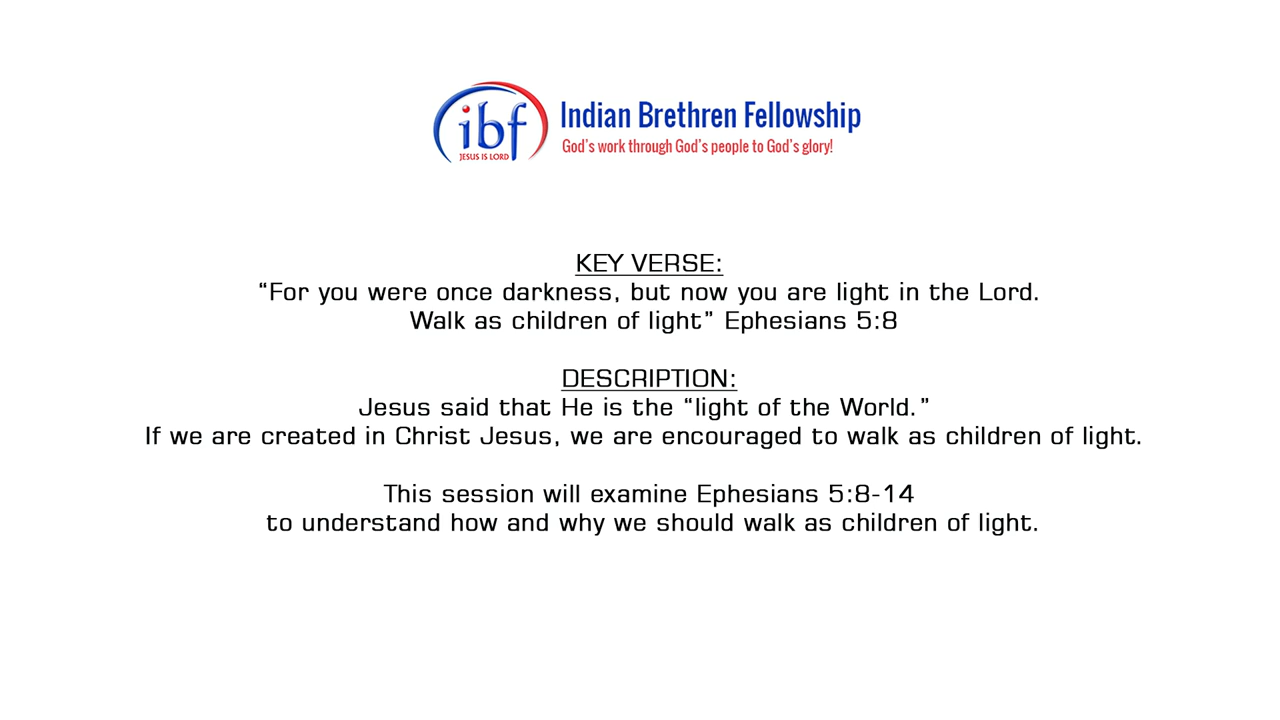 ibf
JESUS IS LORD
Indian Brethren Fellowship
God's work through God's people to God's glory!
KEY VERSE:
“For you were once darkness, but now you are light in the Lord.
Walk as children of light” Ephesians 5:8
DESCRIPTION:
Jesus said that He is the “light of the World.”
If we are created in Christ Jesus, we are encouraged to walk as children of light.
This session will examine Ephesians 5:8-14
to understand how and why we should walk as children of light.